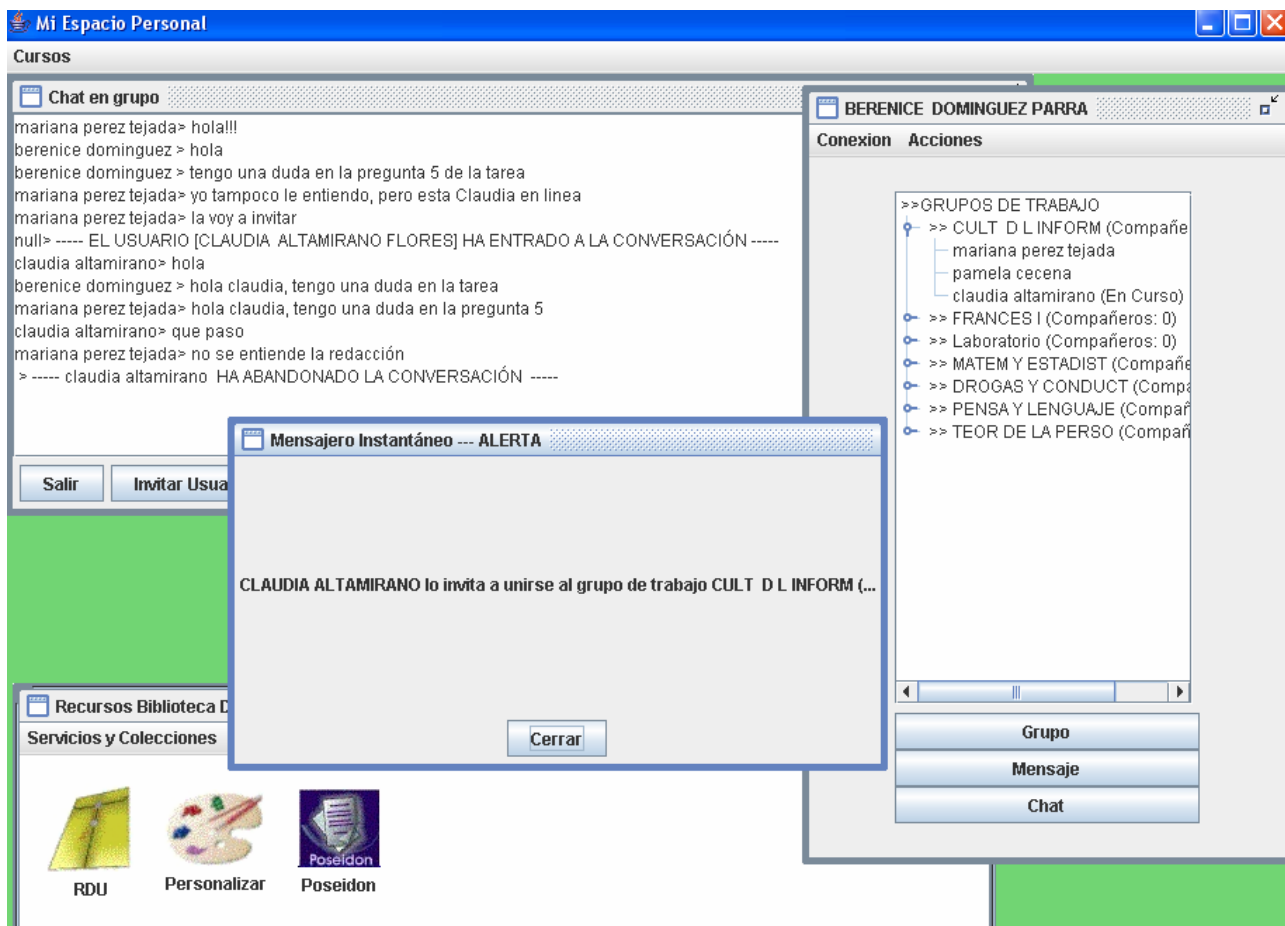 Mi Espacio Personal
Cursos
Chat en grupo
mariana perez tejada> hola!!!
berenice dominguez > hola
berenice dominguez > tengo una duda en la pregunta 5 de la tarea
mariana perez tejada> yo tampoco le entiendo, pero esta Claudia en linea
mariana perez tejada> la voy a invitar
null> ----- EL USUARIO [CLAUDIA ALTAMIRANO FLORES] HA ENTRADO A LA CONVERSACIÓN -----
claudia altamirano> hola
berenice dominguez > hola claudia, tengo una duda en la tarea
mariana perez tejada> hola claudia, tengo una duda en la pregunta 5
claudia altamirano> que paso
mariana perez tejada> no se entiende la redacción
> ----- claudia altamirano HA ABANDONADO LA CONVERSACIÓN -----
Salir
Invitar Usua
BERENICE DOMINGUEZ PARRA
Conexion Acciones
>>GRUPOS DE TRABAJO
>> CULT D L INFORM (Compañe
mariana perez tejada
pamela cecena
claudia altamirano (En Curso)
>> FRANCES I (Compañeros: 0)
>> Laboratorio (Compañeros: 0)
>> MATEM Y ESTADIST (Compañe
>> DROGAS Y CONDUCT (Compa
>> PENSA Y LENGUAJE (Compañ
>> TEOR DE LA PERSO (Compañ
Grupo
Mensaje
Chat
Mensajero Instantáneo --- ALERTA
CLAUDIA ALTAMIRANO lo invita a unirse al grupo de trabajo CULT D L INFORM (...
Cerrar
Recursos Biblioteca D
Servicios y Colecciones
Poseidon
RDU
Personalizar
Poseidon